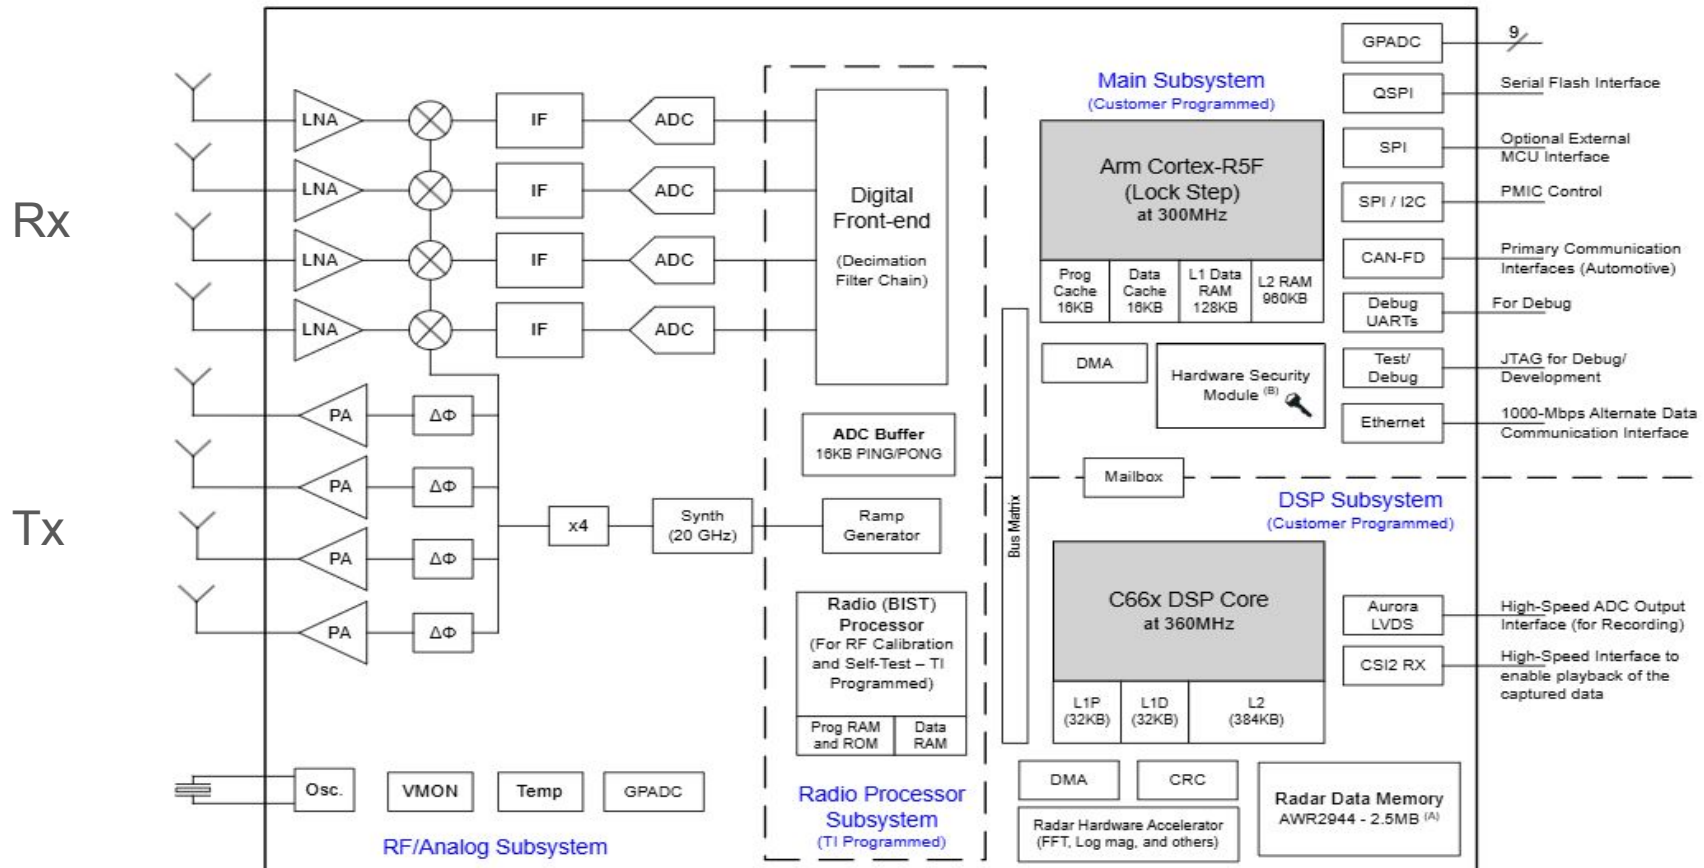 Rx
Tx
LNA
IF
ADC
LNA
IF
ADC
LNA
IF
ADC
LNA
IF
ADC
PA
ΔΦ
PA
ΔΦ
PA
ΔΦ
PA
ΔΦ
x4
Synth
(20 GHz)
Osc.
VMON
Temp
GPADC
RF/Analog Subsystem
Digital
Front-end
(Decimation
Filter Chain)
ADC Buffer
16KB PING/PONG
Ramp
Generator
Radio (BIST)
Processor
(For RF Calibration
and Self-Test – TI
Programmed)
Prog RAM
and ROM
Data
RAM
Radio Processor
Subsystem
(TI Programmed)
Bus Matrix
Main Subsystem
(Customer Programmed)
Arm Cortex-R5F
(Lock Step)
at 300MHz
Prog
Cache
16KB
Data
Cache
16KB
L1 Data
RAM
128KB
L2 RAM
960KB
DMA
Hardware Security
Module (B)
Mailbox
DSP Subsystem
(Customer Programmed)
C66x DSP Core
at 360MHz
L1P
(32KB)
L1D
(32KB)
L2
(384KB)
DMA
CRC
Radar Hardware Accelerator
(FFT, Log mag, and others)
Radar Data Memory
AWR2944 - 2.5MB (A)
GPADC
9
QSPI
Serial Flash Interface
SPI
Optional External
MCU Interface
SPI / I2C
PMIC Control
CAN-FD
Primary Communication
Interfaces (Automotive)
Debug
UARTs
For Debug
Test/
Debug
JTAG for Debug/
Development
Ethernet
1000-Mbps Alternate Data
Communication Interface
Aurora
LVDS
High-Speed ADC Output
Interface (for Recording)
CSI2 RX
High-Speed Interface to
enable playback of the
captured data